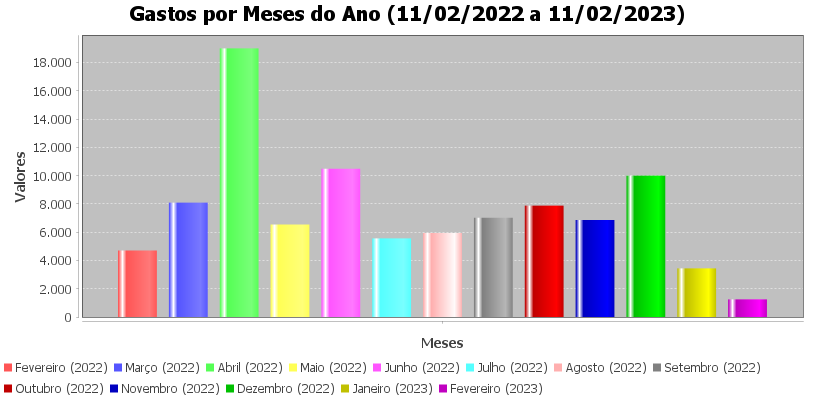 Gastos por Meses do Ano (11/02/2022 a 11/02/2023)
Valores
18.000
16.000
14.000
12.000
10.000
8.000
6.000
4.000
2.000
0
Meses
Fevereiro (2022) Março (2022) Abril (2022) Maio (2022) Junho (2022) Julho (2022) Agosto (2022) Setembro (2022)
Outubro (2022) Novembro (2022) Dezembro (2022) Janeiro (2023) Fevereiro (2023)